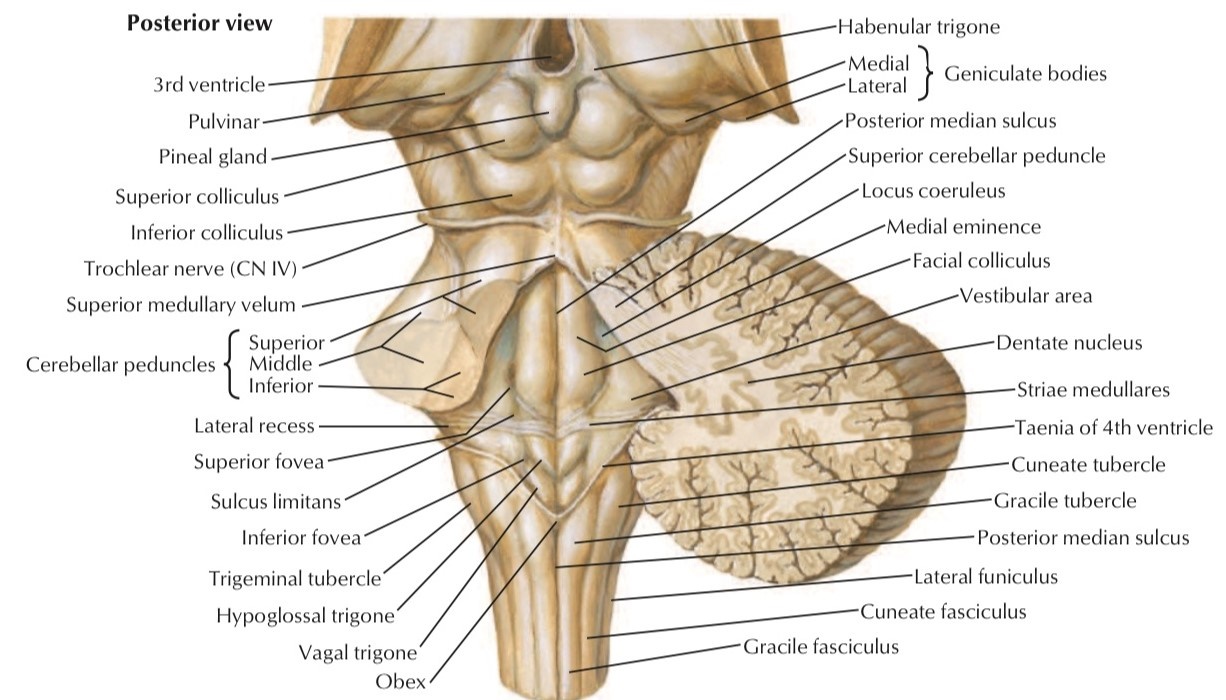 Posterior view
3rd ventricle
Pulvinar
Pineal gland
Superior colliculus
Inferior colliculus
Trochlear nerve (CN IV)
Superior medullary velum
Cerebellar peduncles
Superior
Middle
Inferior
Lateral recess
Superior fovea
Sulcus limitans
Inferior fovea
Trigeminal tubercle
Hypoglossal trigone
Vagal trigone
Obex
Habenular trigone
Medial
Lateral
Geniculate bodies
Posterior median sulcus
Superior cerebellar peduncle
Locus coeruleus
Medial eminence
Facial colliculus
Vestibular area
Dentate nucleus
Striae medullares
Taenia of 4th ventricle
Cuneate tubercle
Gracile tubercle
Posterior median sulcus
Lateral funiculus
Cuneate fasciculus
Gracile fasciculus